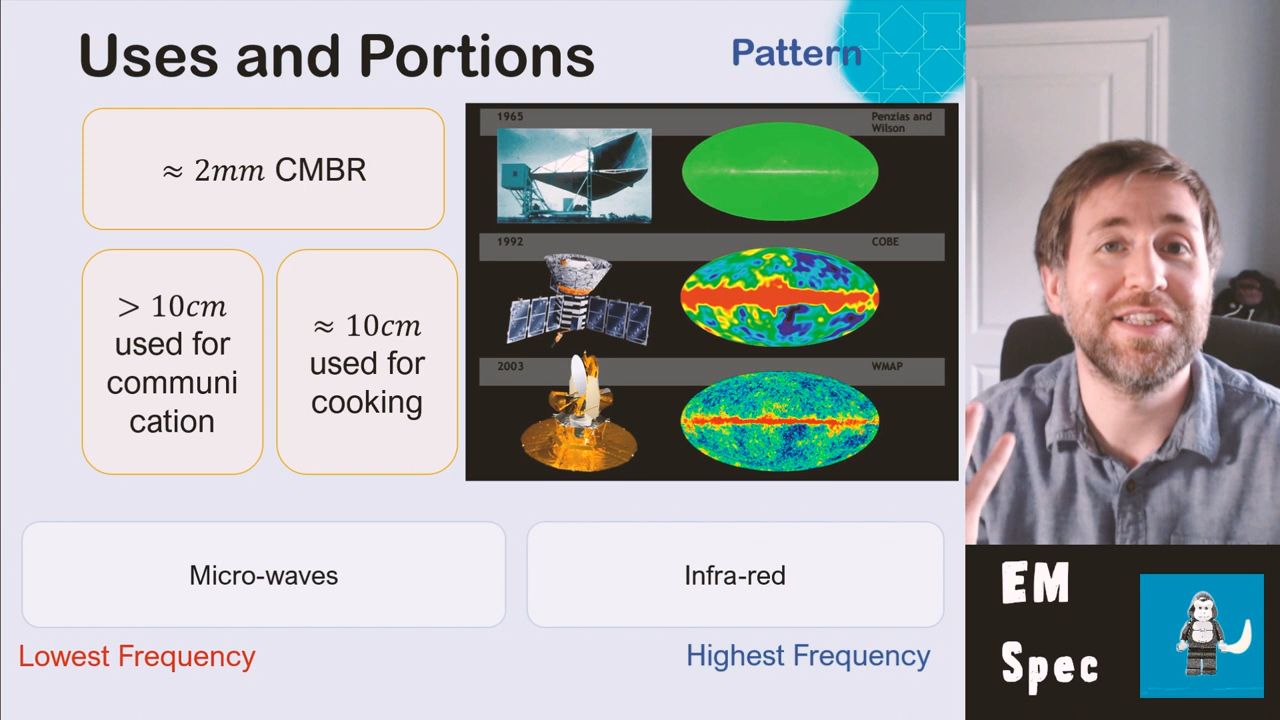 Uses and Portions
Pattern
≈ 2mm CMBR
> 10cm
used for
communi
cation
≈ 10cm
used for
cooking
1965
Penzias and
Wilson
1992
COBE
2003
WMAP
Micro-waves
Infra-red
Lowest Frequency
Highest Frequency
EM
Spec